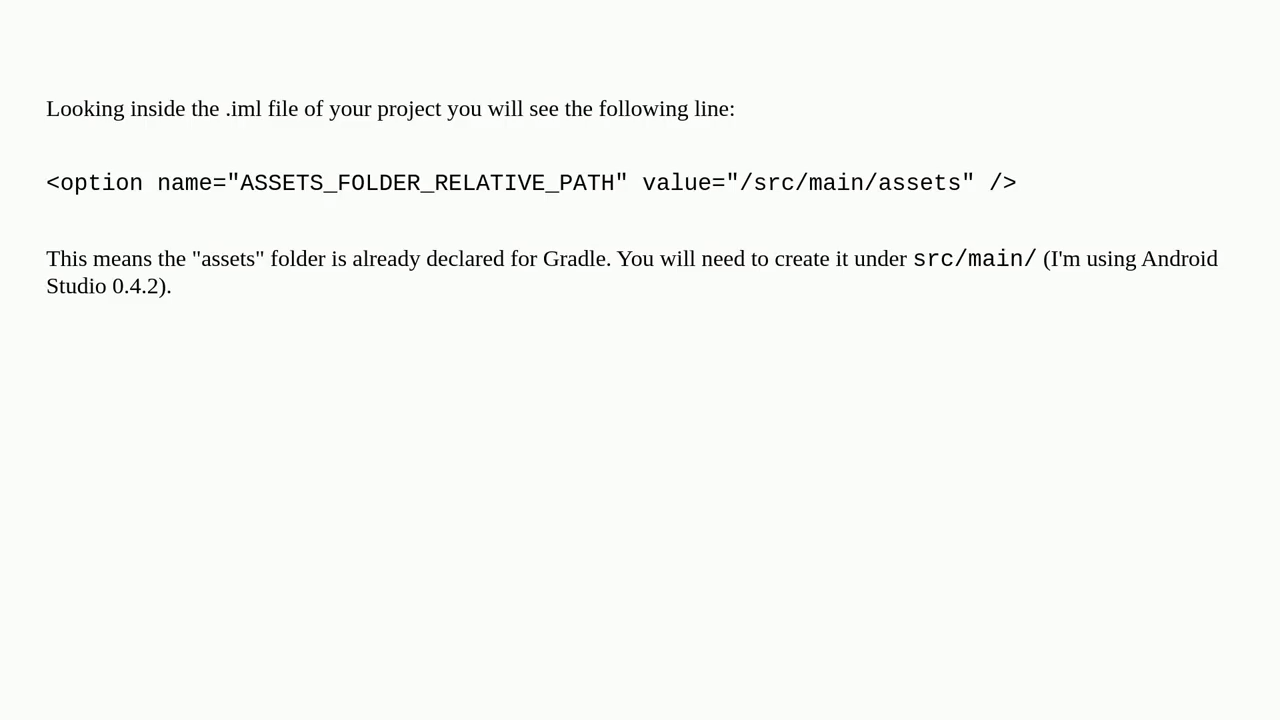 Looking inside the .iml file of your project you will see the following line:
<option name="ASSETS_FOLDER_RELATIVE_PATH" value="/src/main/assets" />
This means the "assets" folder is already declared for Gradle. You will need to create it under src/main/ (I'm using Android
Studio 0.4.2).